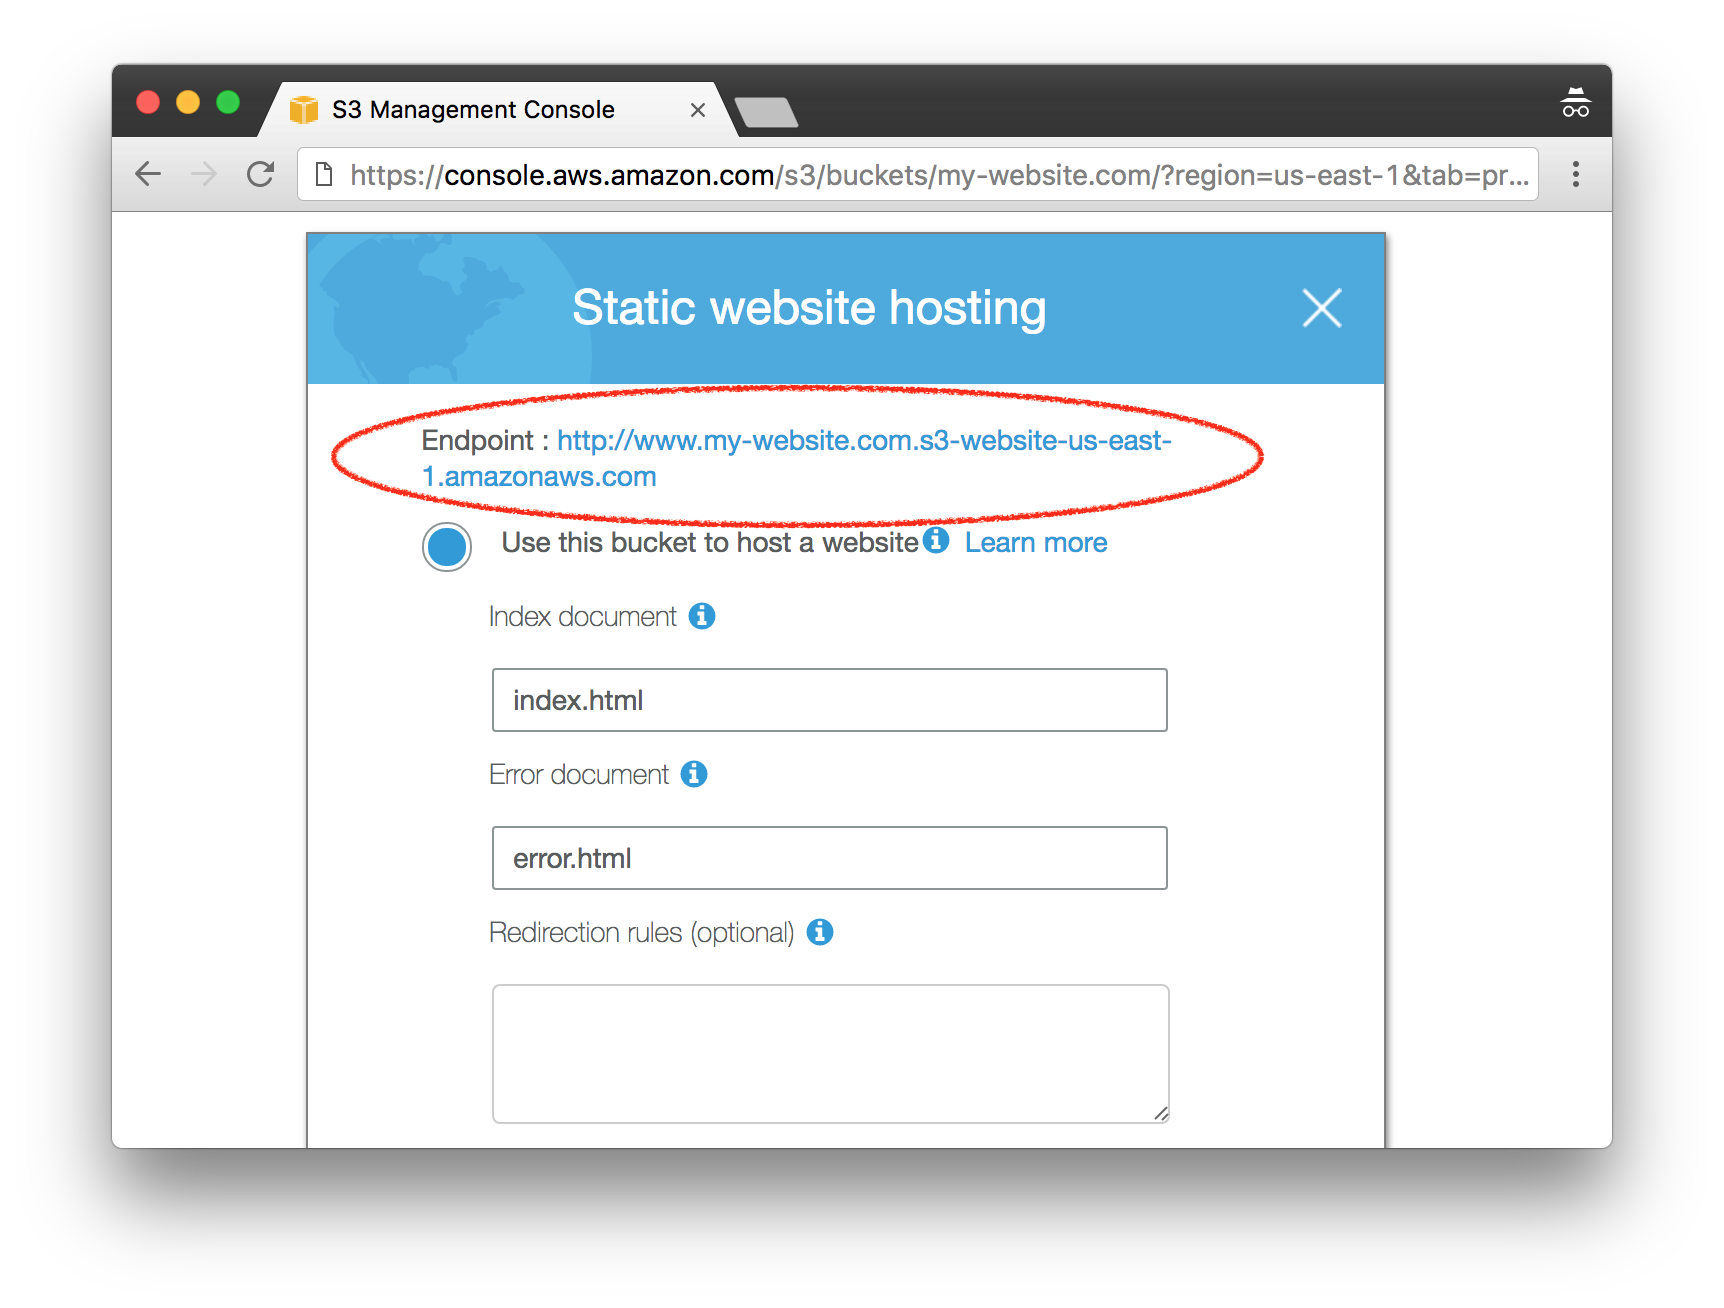 S3 Management Console
https://console.aws.amazon.com/s3/buckets/my-website.com/?region=us-east-1&tab=pr...
Static website hosting
Endpoint : http://www.my-website.com.s3-website-us-east-
1.amazonaws.com
Use this bucket to host a website Learn more
Index document
index.html
Error document
error.html
Redirection rules (optional)